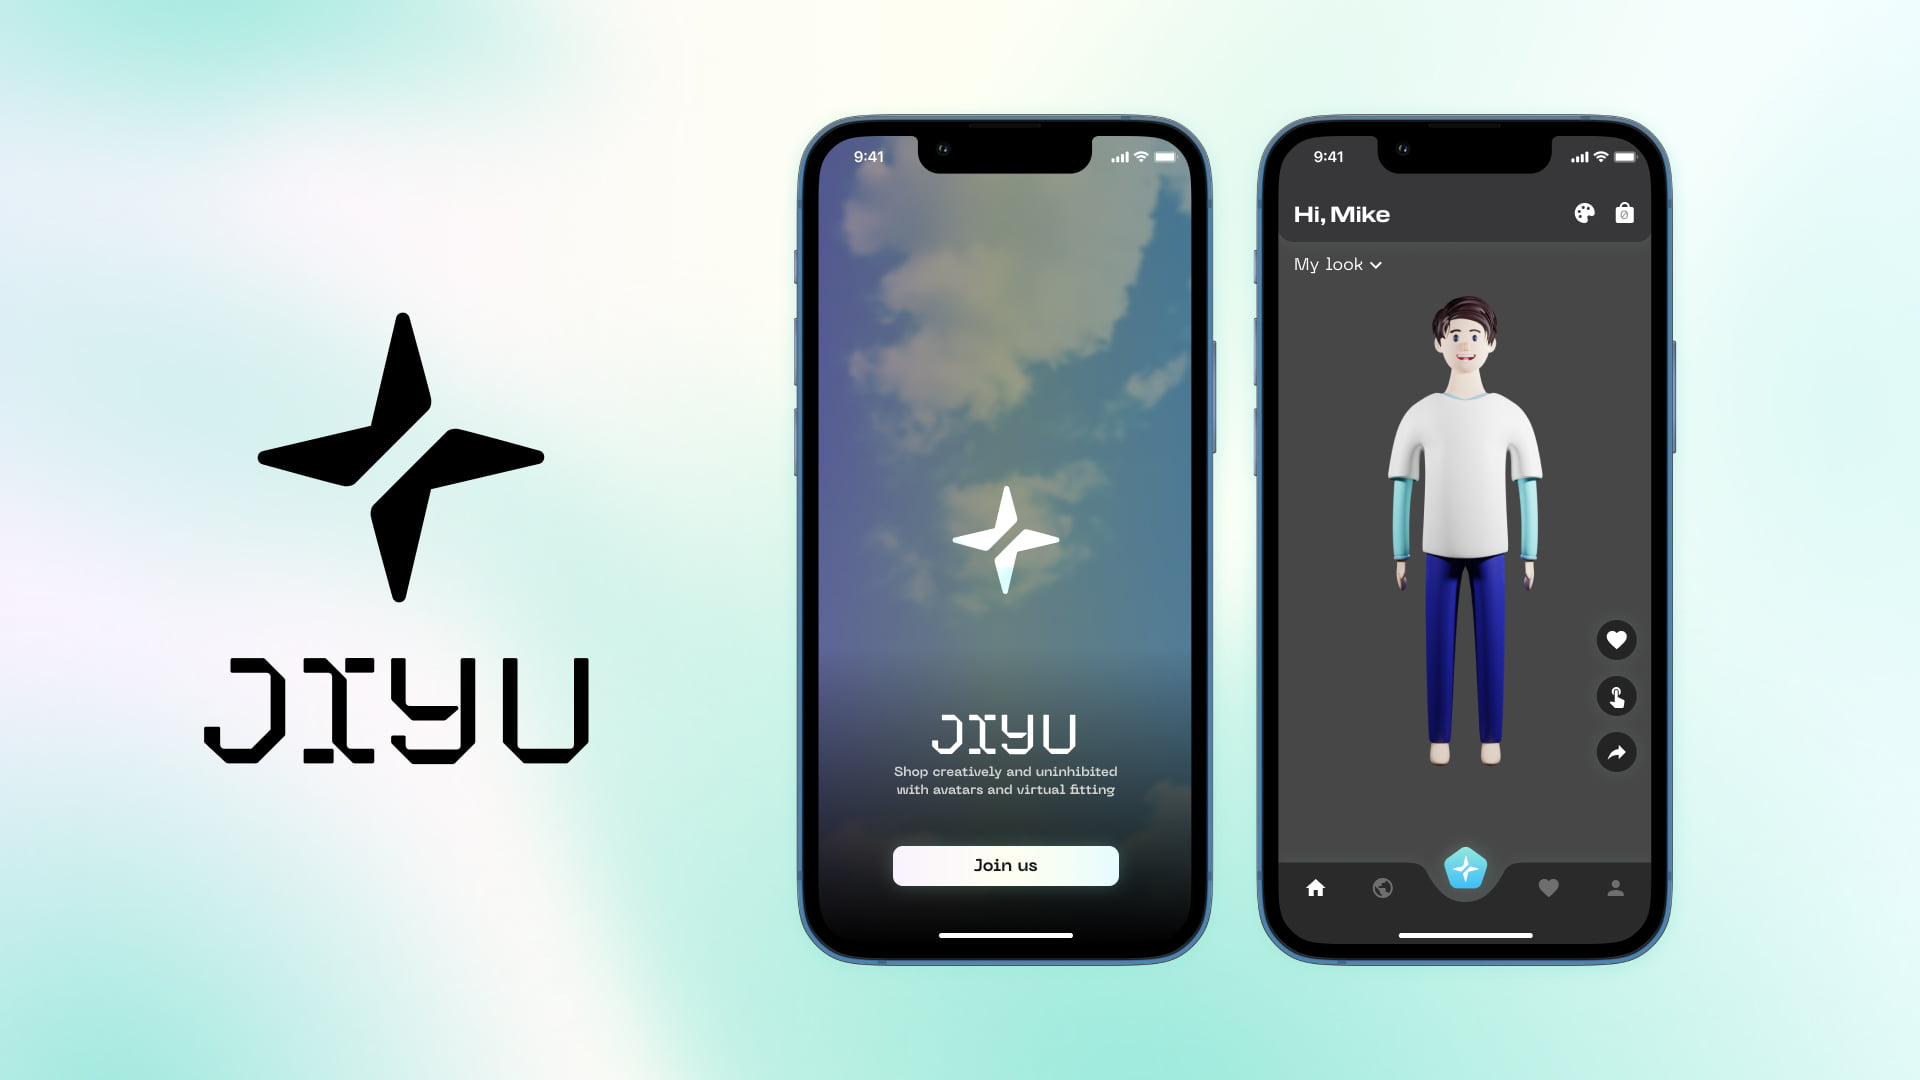 JIYU
9:41
JIYU
Shop creatively and uninhibited
with avatars and virtual fitting
Join us
9:41
Hi, Mike
0
My look